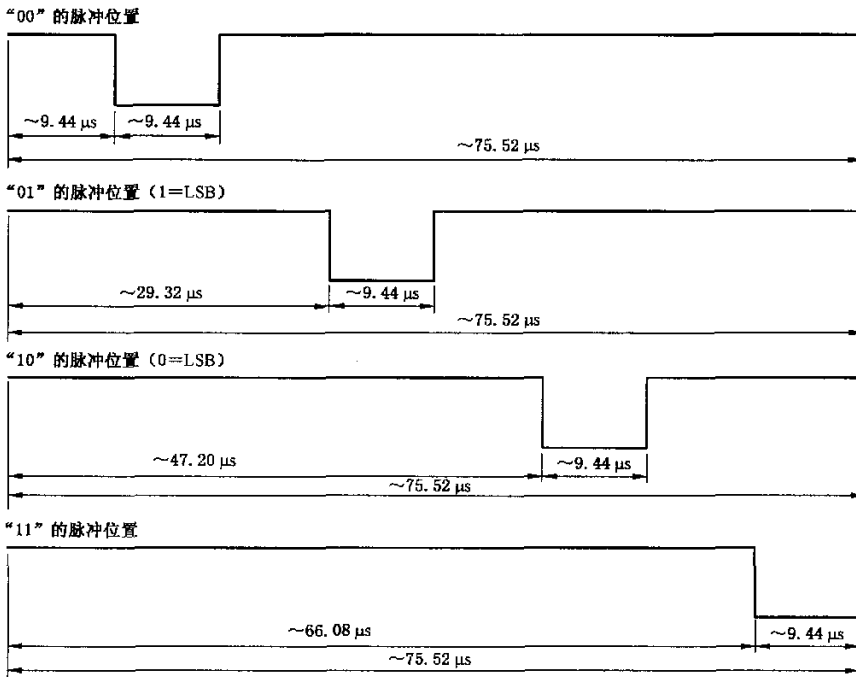 “00”的脉冲位置
～9.44 μs ～9.44 μs
～75.52 μs
“01”的脉冲位置（1=LSB）
～29.32 μs ～9.44 μs
～75.52 μs
“10”的脉冲位置（0=LSB）
～47.20 μs ～9.44 μs
～75.52 μs
“11”的脉冲位置
～66.08 μs ～9.44 μs
～75.52 μs